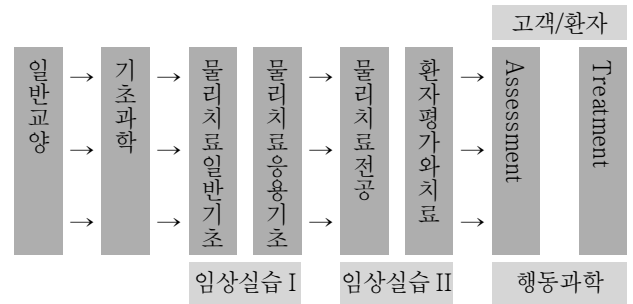 고객/환자
일반교양
기초과학
물리치료일반기초
물리치료응용기초
물리치료전공
환자평가와치료
Assessment
Treatment
임상실습 I
임상실습 II
행동과학